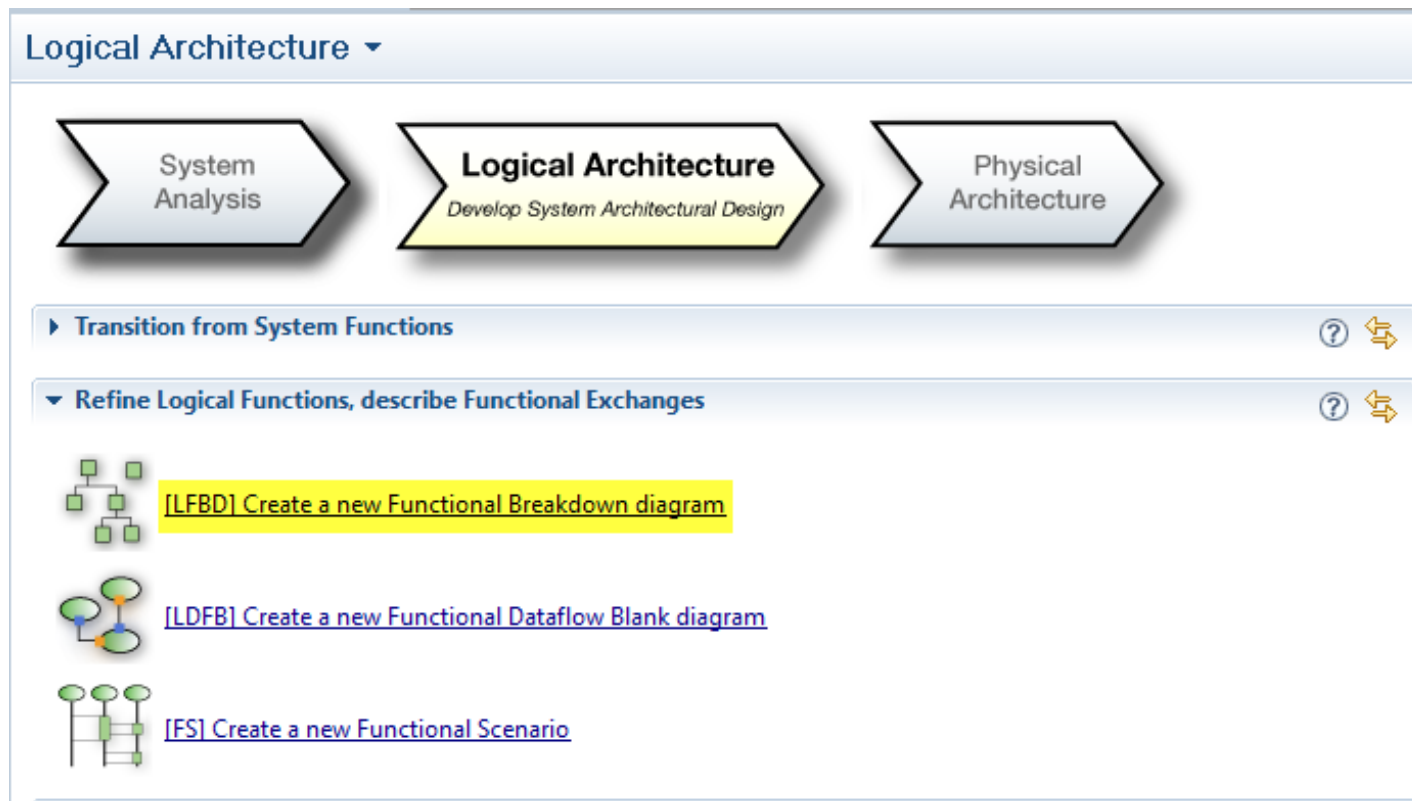 Logical Architecture
System
Analysis
Logical Architecture
Develop System Architectural Design
Physical
Architecture
Transition from System Functions
Refine Logical Functions, describe Functional Exchanges
[LFBD] Create a new Functional Breakdown diagram
[LDFB] Create a new Functional Dataflow Blank diagram
[FS] Create a new Functional Scenario